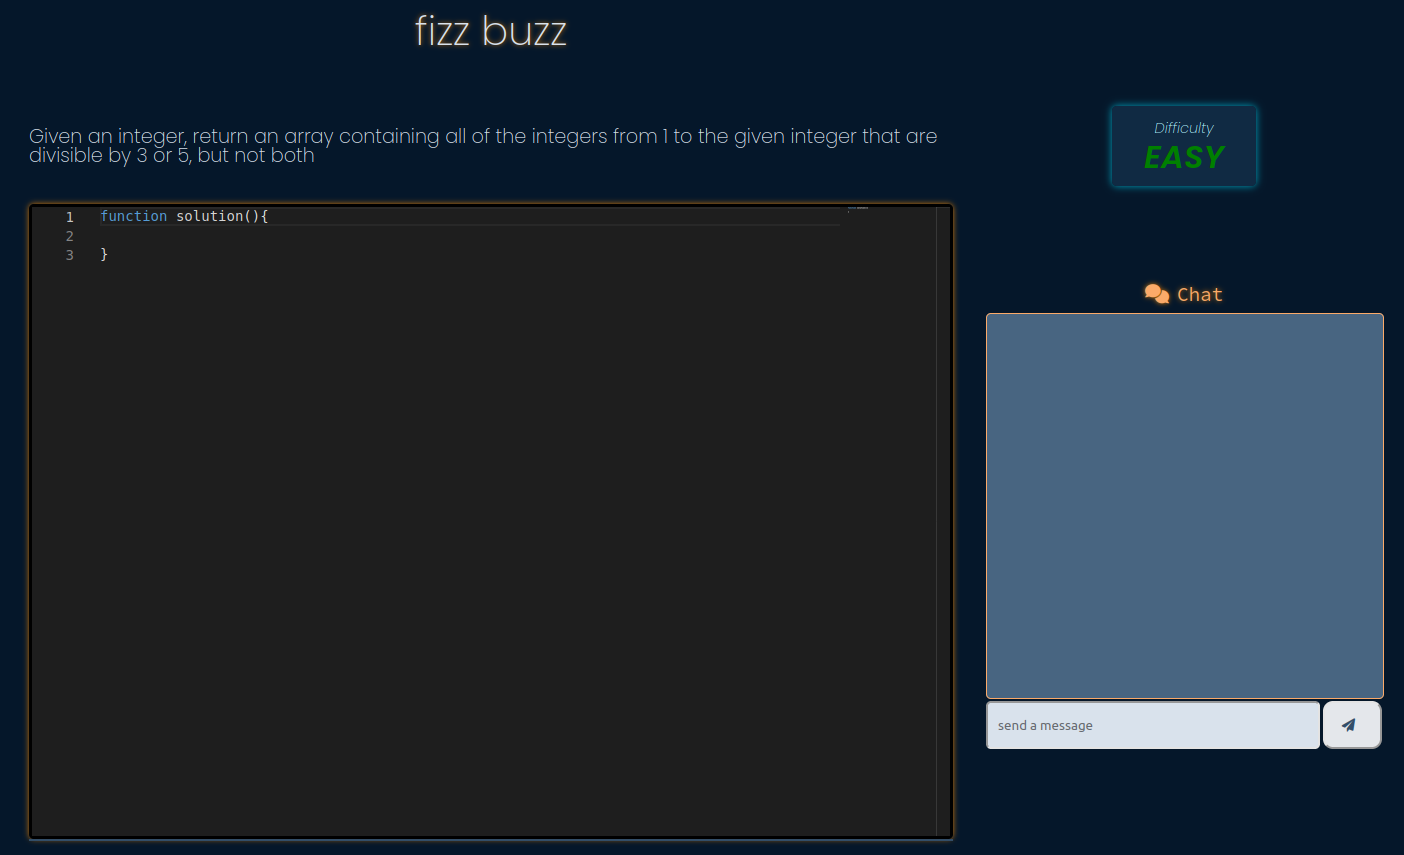 fizz buzz
Given an integer, return an array containing all of the integers from 1 to the given integer that are
divisible by 3 or 5, but not both
Difficulty
EASY
1 function solution(){
2
3 }
Chat
send a message